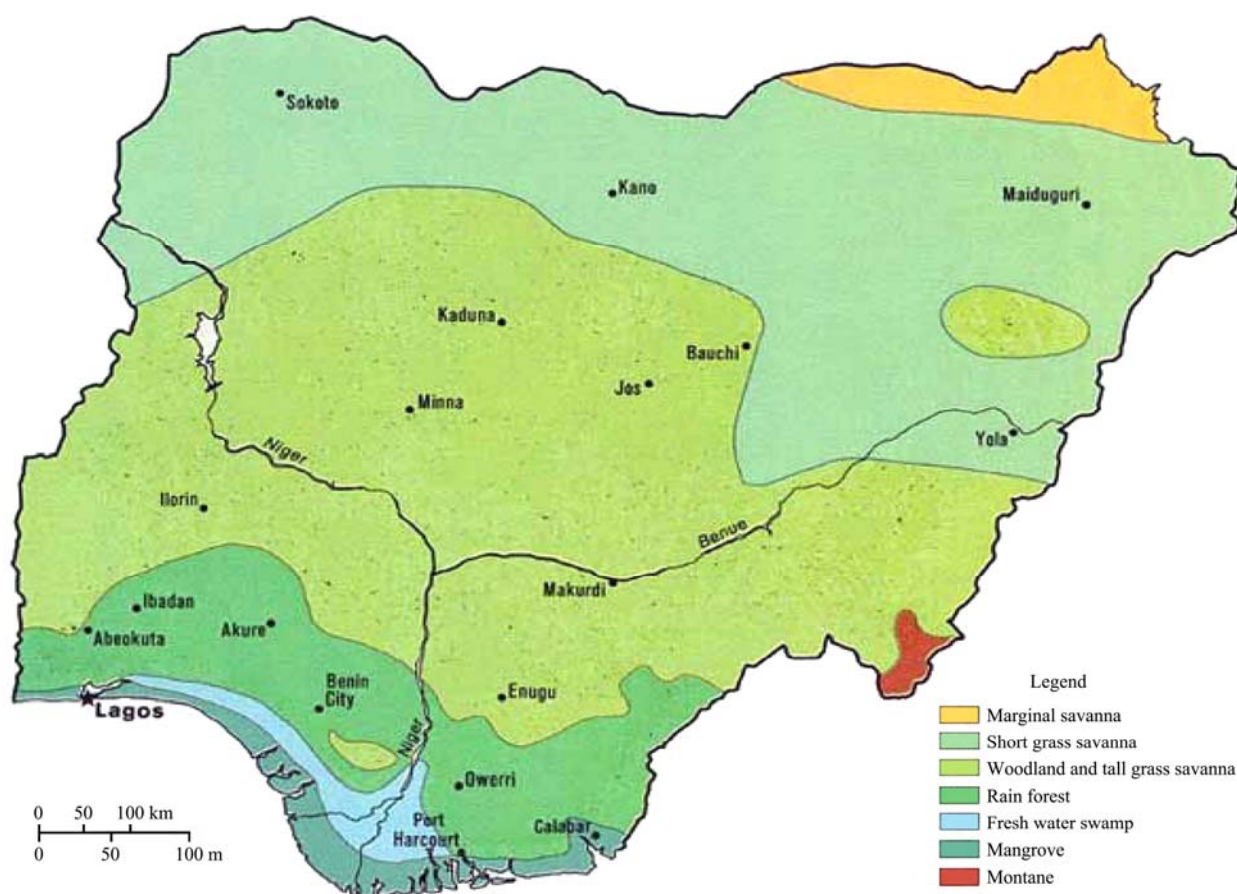 Sokoto
Kano
Maiduguri
Kaduna
Bauchi
Jos
Minna
Yola
Niger
Ilorin
Benue
Makurdi
Ibadan
Abeokuta
Akure
Benin
City
Enugu
Lagos
Niger
Owerri
Port
Harcourt
Calabar
0 50 100 km
0 50 100 m
Legend
Marginal savanna
Short grass savanna
Woodland and tall grass savanna
Rain forest
Fresh water swamp
Mangrove
Montane